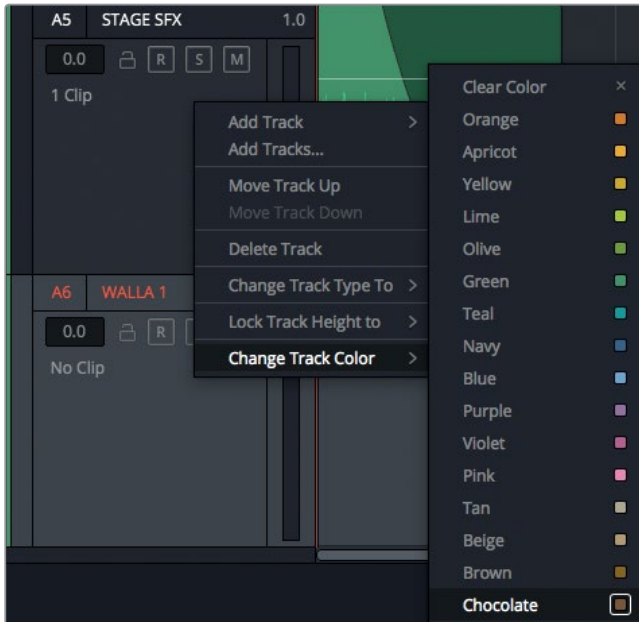 A5 STAGE SFX 1.0
0.0 R S M
1 Clip
A6 WALLA 1
0.0 R
No Clip
Add Track >
Add Tracks...
Move Track Up
Move Track Down
Delete Track
Change Track Type To >
Lock Track Height to >
Change Track Color >
Clear Color ×
Orange
Apricot
Yellow
Lime
Olive
Green
Teal
Navy
Blue
Purple
Violet
Pink
Tan
Beige
Brown
Chocolate